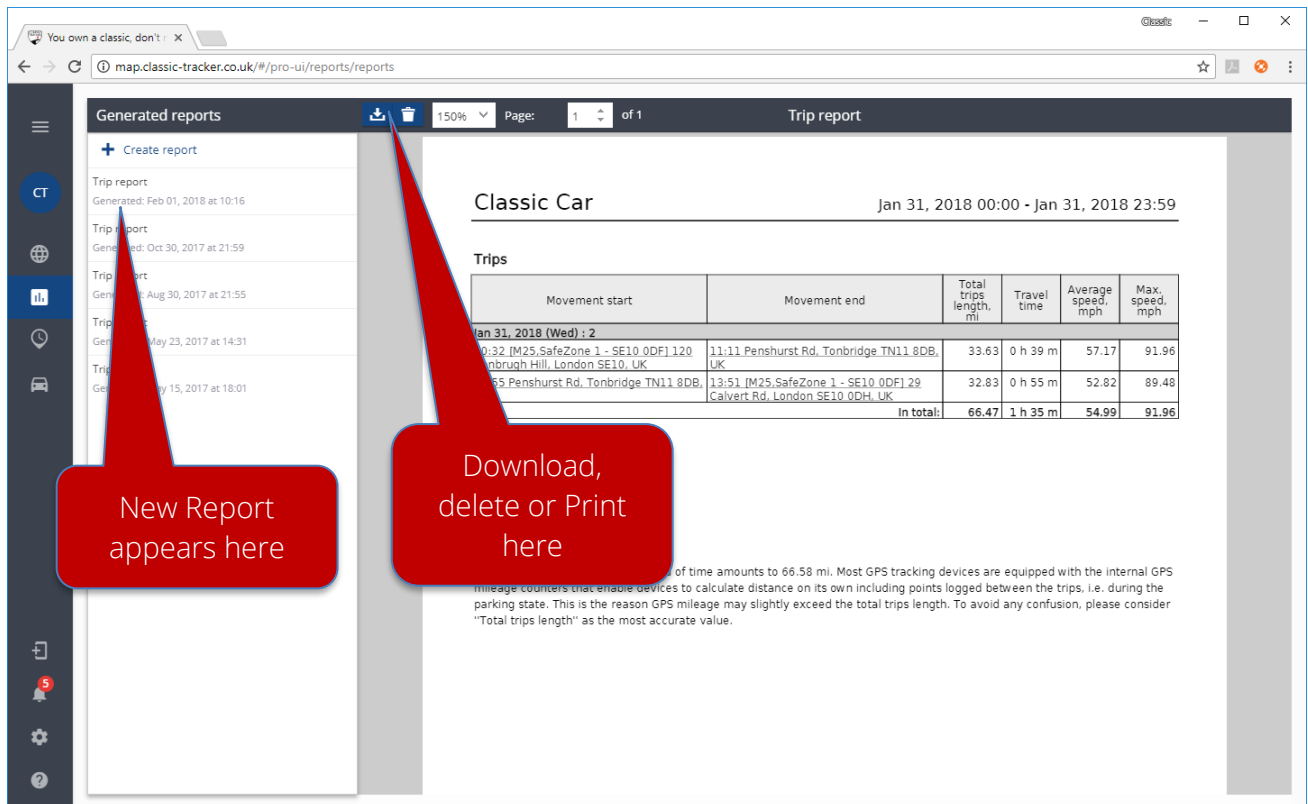 Classic
You own a classic, don't r
map.classic-tracker.co.uk/#/pro-ui/reports/reports
Generated reports
150% Page: 1 of 1
Trip report
Create report
CT
Trip report
Generated: Feb 01, 2018 at 10:16
Trip report
Generated: Oct 30, 2017 at 21:59
Trip report
Generated: Aug 30, 2017 at 21:55
Trip
May 23, 2017 at 14:31
Trip
15, 2017 at 18:01
5
Classic Car
Jan 31, 2018 00:00 - Jan 31, 2018 23:59
Trips
Movement start Movement end Total trips length, mi Travel time Average speed, mph Max. speed, mph
Jan 31, 2018 (Wed) : 2
[M25,SafeZone 1 - SE10 0DF] 120 11:11 Penshurst Rd, Tonbridge TN11 8DB, 33.63 0 h 39 m 57.17 91.96
Hill, London SE10, UK UK
Penshurst Rd, Tonbridge TN11 8DB, 13:51 [M25,SafeZone 1 - SE10 0DF] 29 32.83 0 h 55 m 52.82 89.48
Calvert Rd, London SE10 0DH, UK
In total: 66.47 1 h 35 m 54.99 91.96
New Report
appears here
Download,
delete or Print
here
of time amounts to 66.58 mi. Most GPS tracking devices are equipped with the internal GPS
mileage counters that enable devices to calculate distance on its own including points logged between the trips, i.e. during the
parking state. This is the reason GPS mileage may slightly exceed the total trips length. To avoid any confusion, please consider
"Total trips length" as the most accurate value.